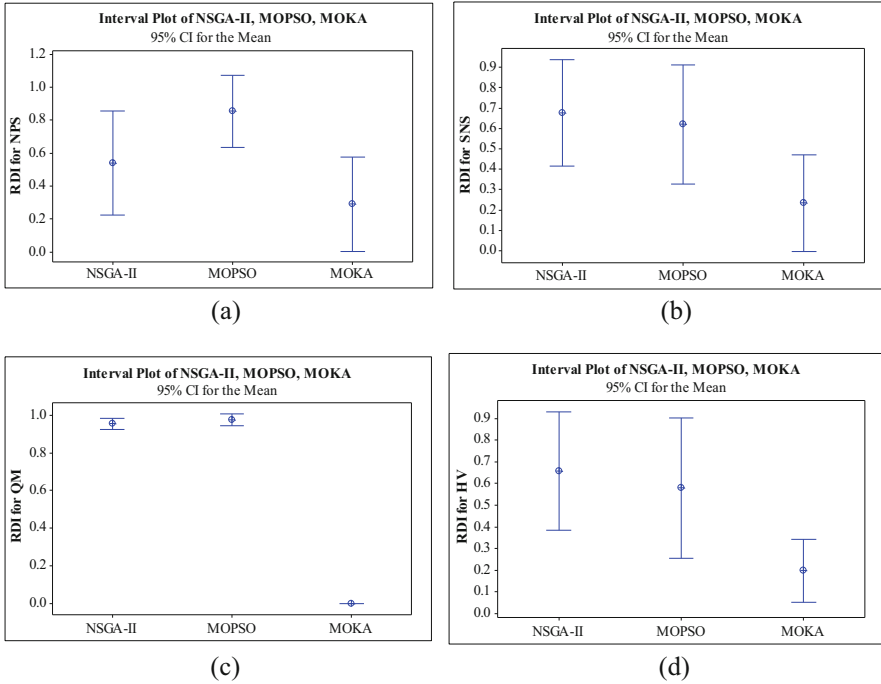 Interval Plot of NSGA-II, MOPSO, MOKA
95% CI for the Mean
RDI for NPS
1.2
1.0
0.8
0.6
0.4
0.2
0.0
NSGA-II MOPSO MOKA
(a)
Interval Plot of NSGA-II, MOPSO, MOKA
95% CI for the Mean
RDI for SNS
0.9
0.8
0.7
0.6
0.5
0.4
0.3
0.2
0.1
0.0
NSGA-II MOPSO MOKA
(b)
Interval Plot of NSGA-II, MOPSO, MOKA
95% CI for the Mean
RDI for QM
1.0
0.8
0.6
0.4
0.2
0.0
NSGA-II MOPSO MOKA
(c)
Interval Plot of NSGA-II, MOPSO, MOKA
95% CI for the Mean
RDI for HV
0.9
0.8
0.7
0.6
0.5
0.4
0.3
0.2
0.1
0.0
NSGA-II MOPSO MOKA
(d)